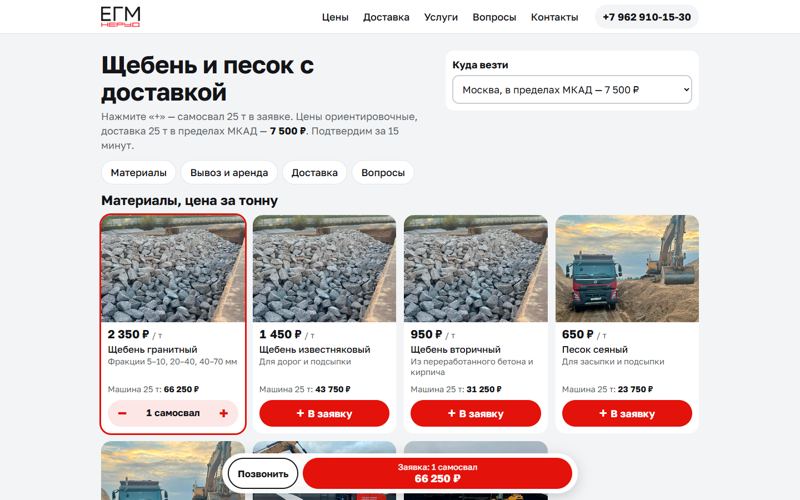 ЕГМ
НЕРУД
Цены
Доставка
Услуги
Вопросы
Контакты
+7 962 910-15-30
Щебень и песок с
доставкой
Нажмите «+» — самосвал 25 т в заявке. Цены ориентировочные,
доставка 25 т в пределах МКАД — 7 500 ₽. Подтвердим за 15
минут.
Куда везти
Москва, в пределах МКАД — 7 500 ₽
Материалы
Вывоз и аренда
Доставка
Вопросы
Материалы, цена за тонну
2 350 ₽ / т
Щебень гранитный
Фракции 5–10, 20–40, 40–70 мм
Машина 25 т: 66 250 ₽
− 1 самосвал +
1 450 ₽ / т
Щебень известняковый
Для дорог и подсыпки
Машина 25 т: 43 750 ₽
+ В заявку
950 ₽ / т
Щебень вторичный
Из переработанного бетона и
кирпича
Машина 25 т: 31 250 ₽
+ В заявку
650 ₽ / т
Песок сеяный
Для засыпки и подсыпки
Машина 25 т: 23 750 ₽
+ В заявку
Позвонить
Заявка: 1 самосвал
66 250 ₽